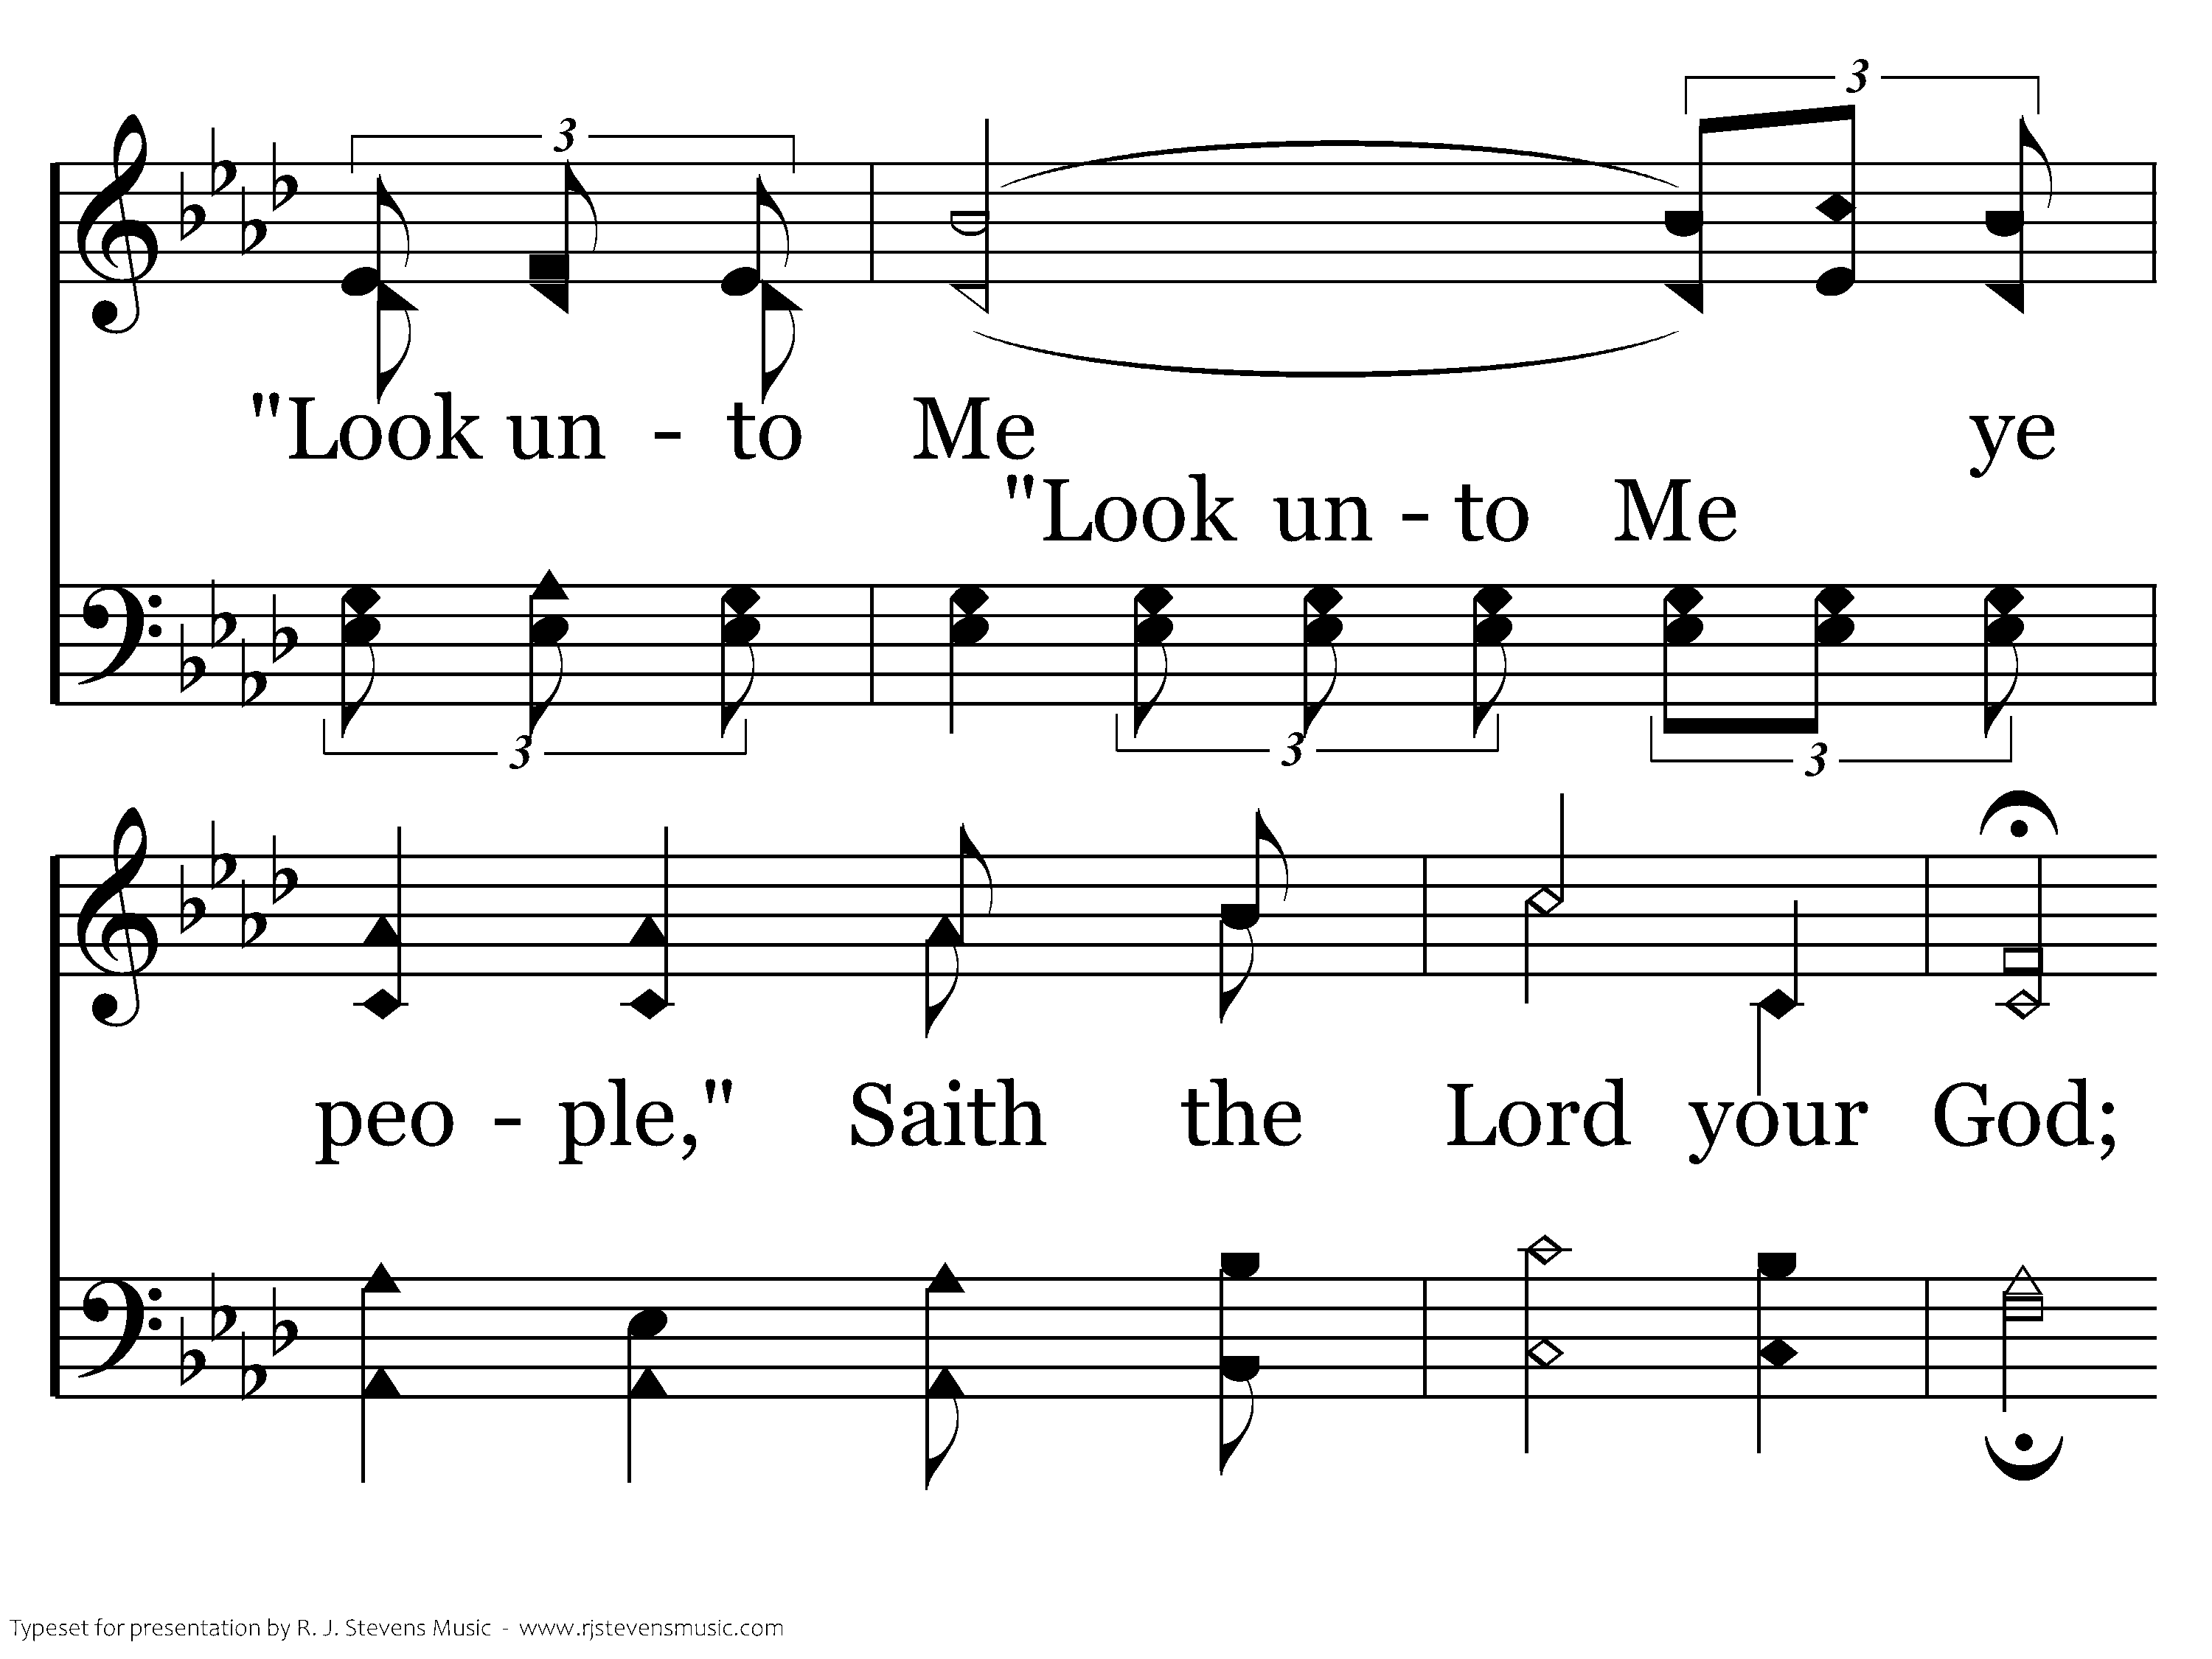 3
3
"Look un - to Me ye
"Look un - to Me
3
3
3
peo - ple," Saith the Lord your God;
Typeset for presentation by R. J. Stevens Music - www.rjstevensmusic.com